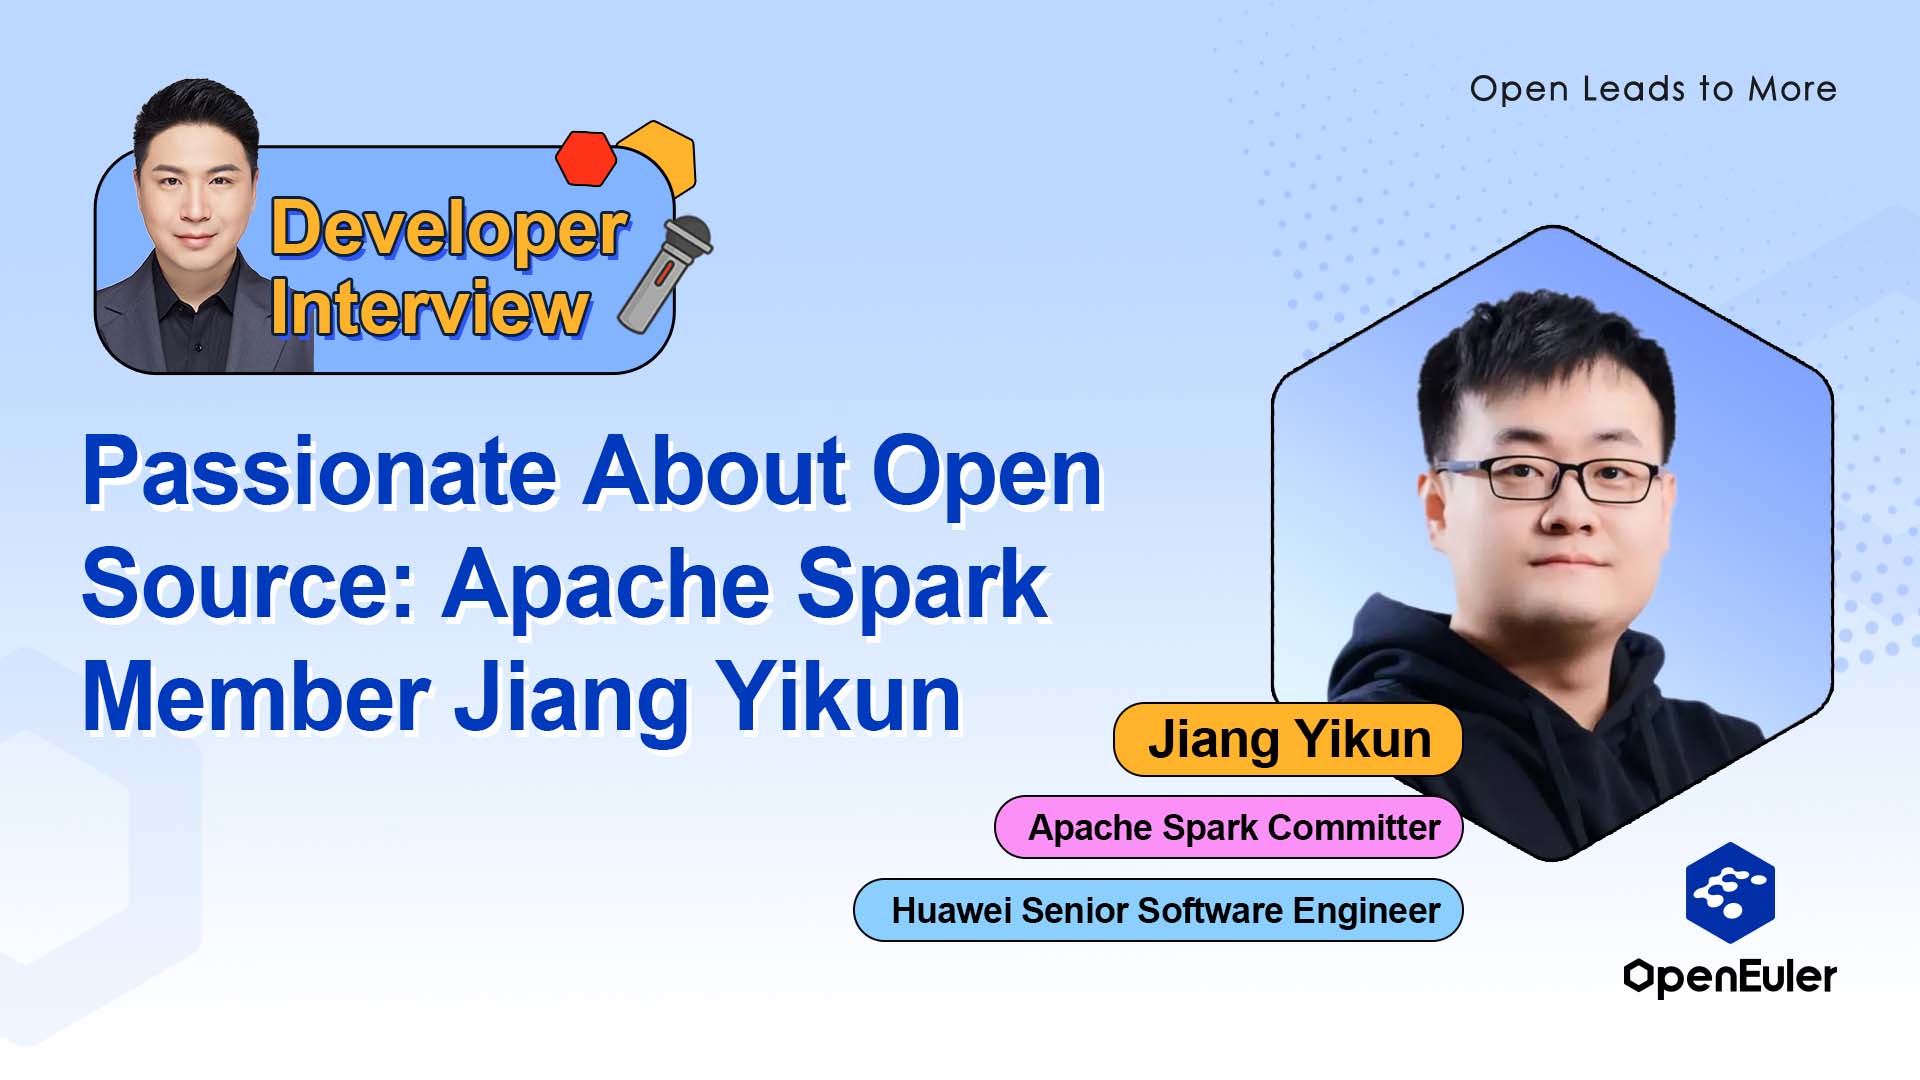 Open Leads to More
Developer
Interview
Passionate About Open
Source: Apache Spark
Member Jiang Yikun
Jiang Yikun
Apache Spark Committer
Huawei Senior Software Engineer
OpenEuler